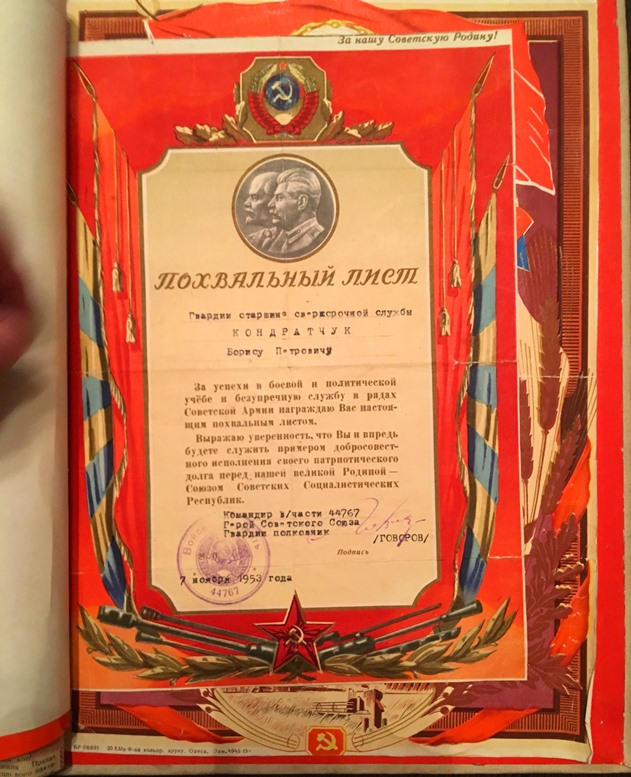 За нашу Советскую Родину!
ПОХВАЛЬНЫЙ ЛИСТ
Гвардии старшине сверхсрочной службы
КОНДРАТЧУК
Борису Петровичу
За успехи в боевой и политической
учёбе и безупречную службу в рядах
Советской Армии награждаю Вас настоя-
щим похвальным листом.
Выражаю уверенность, что Вы и впредь
будете служить примером добросовест-
ного исполнения своего патриотического
долга перед нашей великой Родиной —
Союзом Советских Социалистических
Республик.
Командир в/части 44767
Герой Советского Союза
Гвардии полковник
/ГОВОРОВ/
Подпись
7 ноября 1953 года
44767